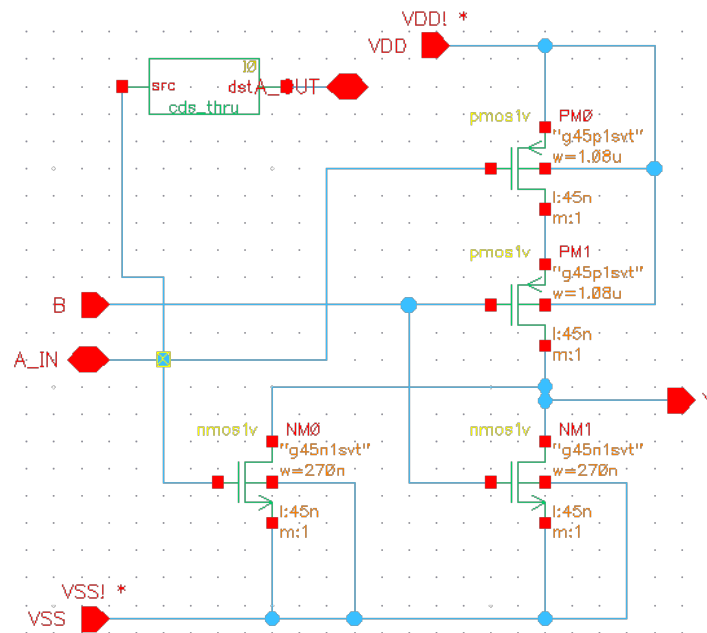 VDD! *
VDD
I0
src
dst
A_OUT
cds_thru
pmos1v
PM0
"g45p1svt"
w=1.08u
l:45n
m:1
pmos1v
PM1
"g45p1svt"
w=1.08u
l:45n
m:1
B
A_IN
Y
nmos1v
NM0
"g45n1svt"
w=270n
l:45n
m:1
nmos1v
NM1
"g45n1svt"
w=270n
l:45n
m:1
VSS! *
VSS